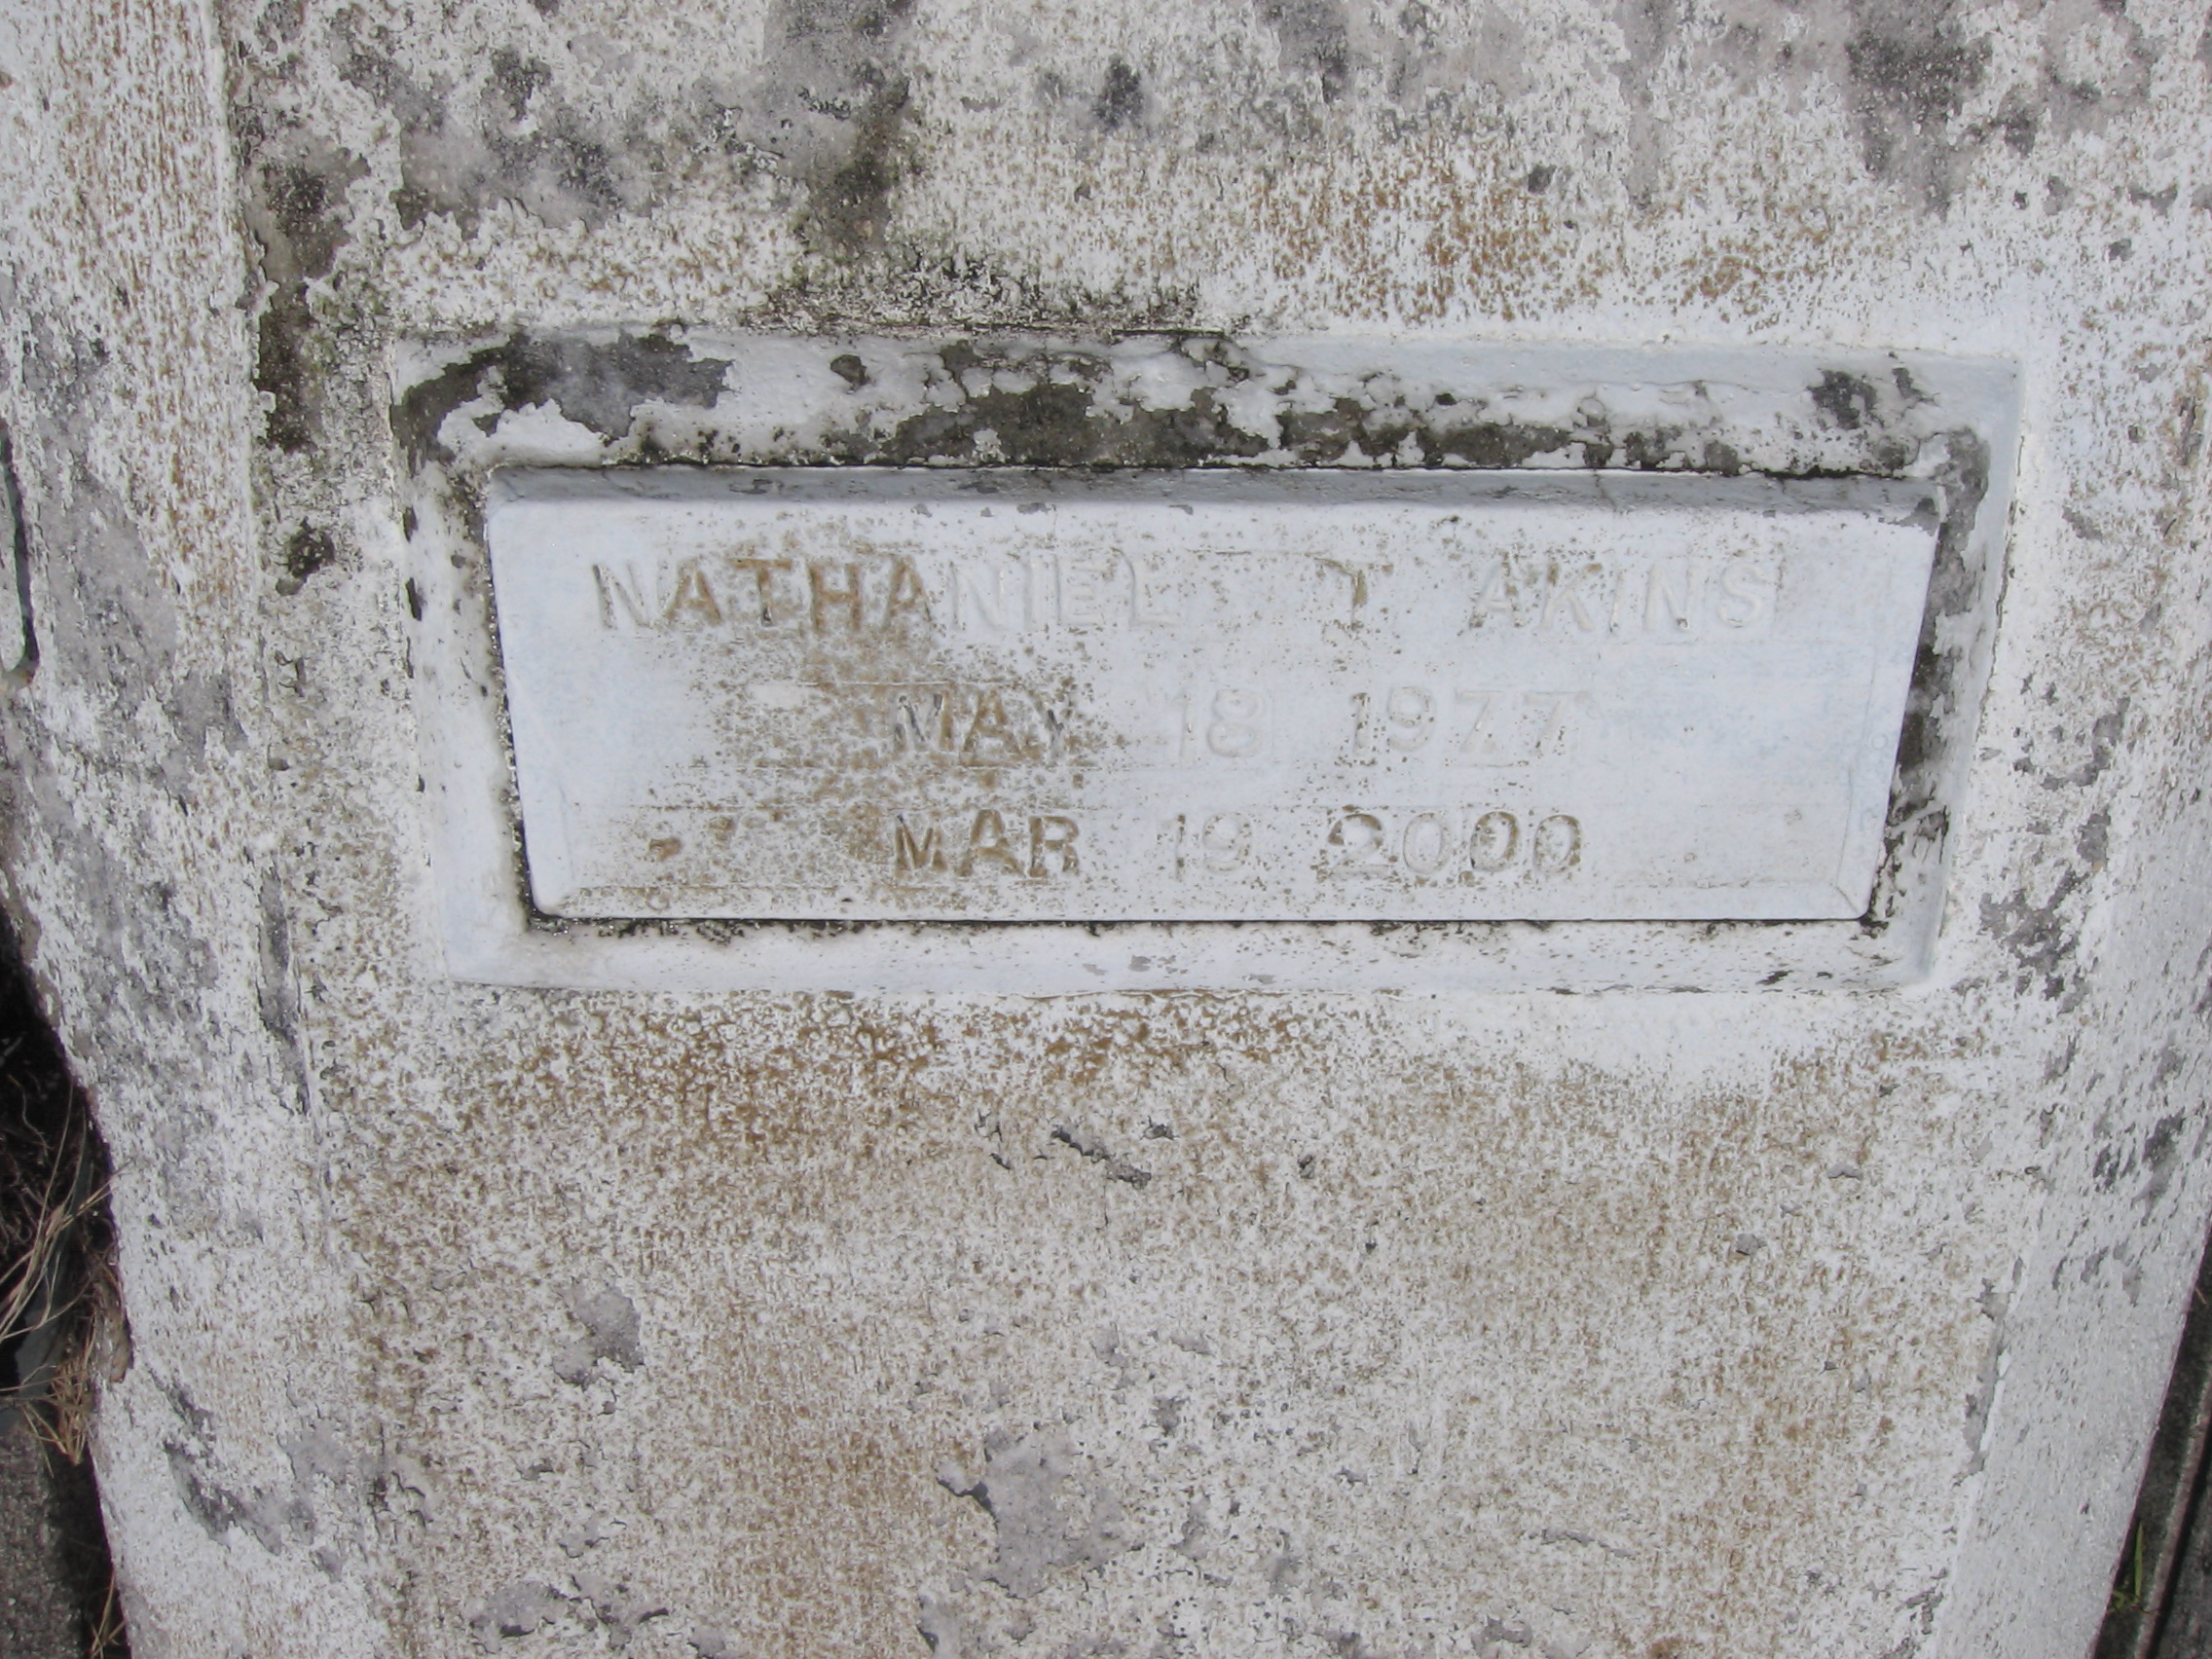 NATHANIEL T AKINS
MAY 18 1977
MAR 19 2000